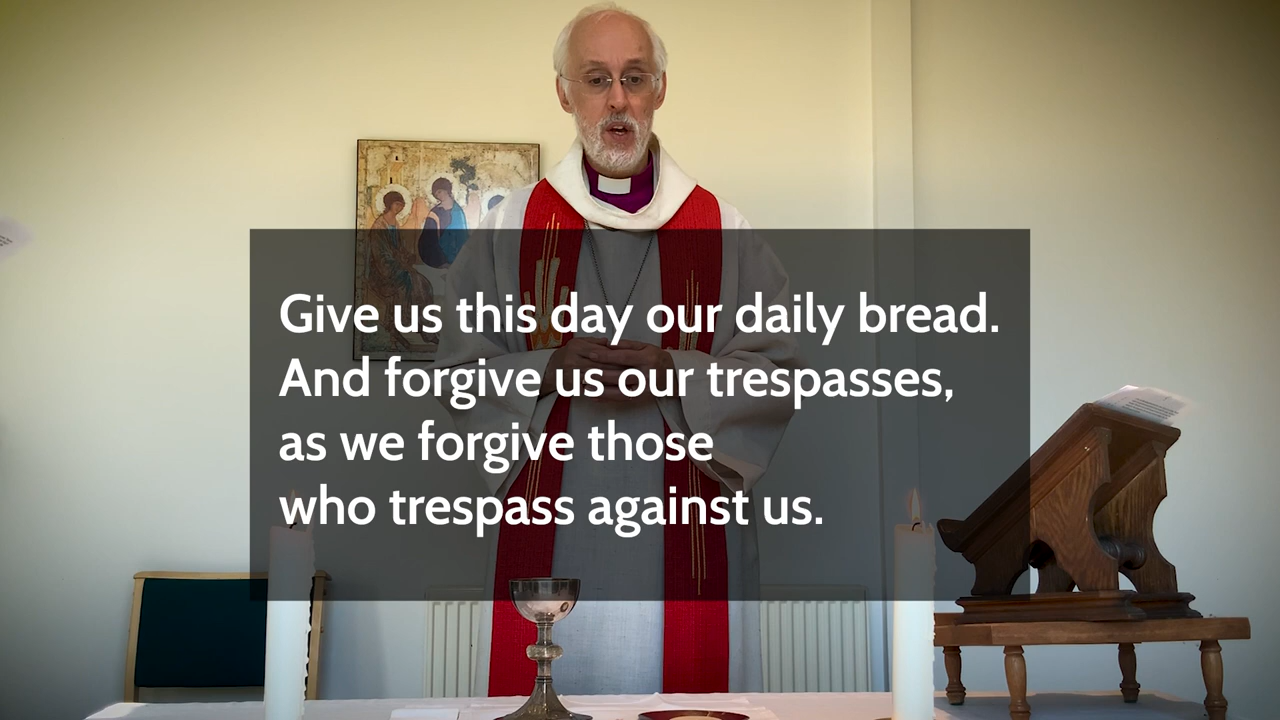 Give us this day our daily bread.
And forgive us our trespasses,
as we forgive those
who trespass against us.